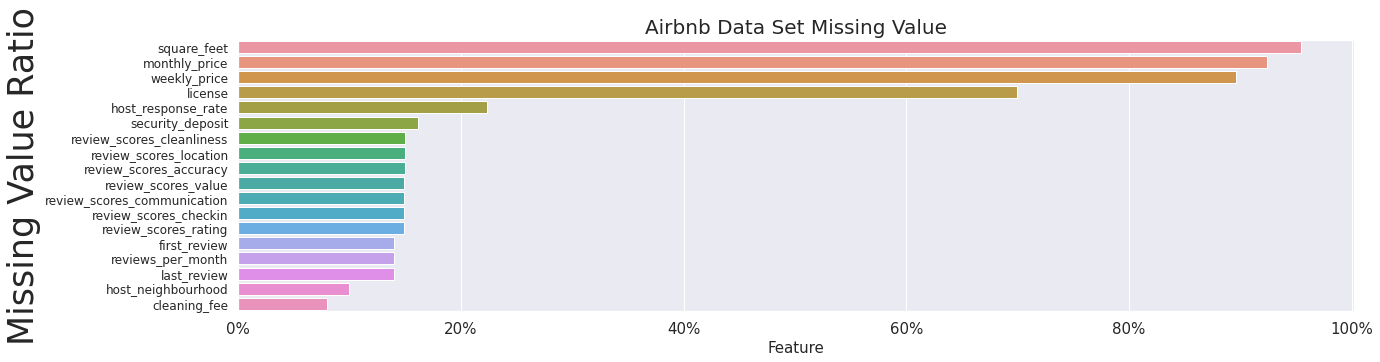 Airbnb Data Set Missing Value
Missing Value Ratio
square_feet
monthly_price
weekly_price
license
host_response_rate
security_deposit
review_scores_cleanliness
review_scores_location
review_scores_accuracy
review_scores_value
review_scores_communication
review_scores_checkin
review_scores_rating
first_review
reviews_per_month
last_review
host_neighbourhood
cleaning_fee
0% 20% 40% 60% 80% 100%
Feature